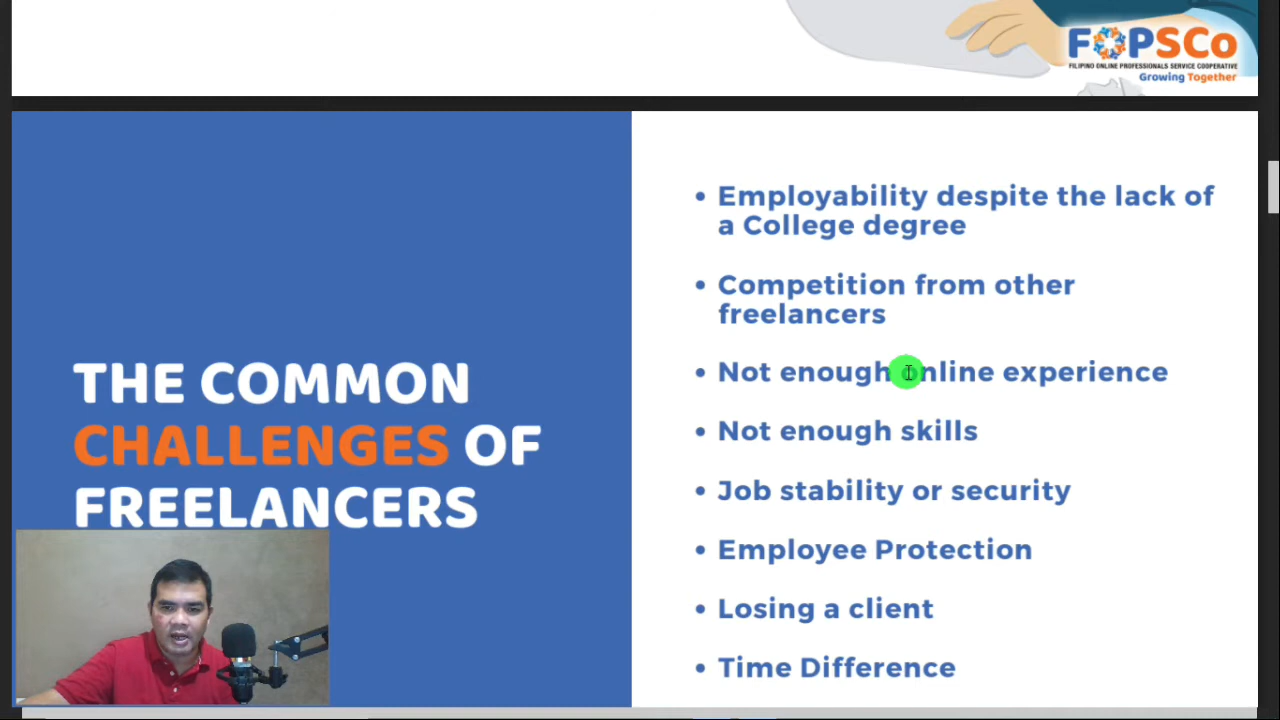 FOPSCo
FILIPINO ONLINE PROFESSIONALS SERVICE COOPERATIVE
Growing Together
THE COMMON
CHALLENGES OF
FREELANCERS
• Employability despite the lack of
a College degree
• Competition from other
freelancers
• Not enough online experience
• Not enough skills
• Job stability or security
• Employee Protection
• Losing a client
• Time Difference